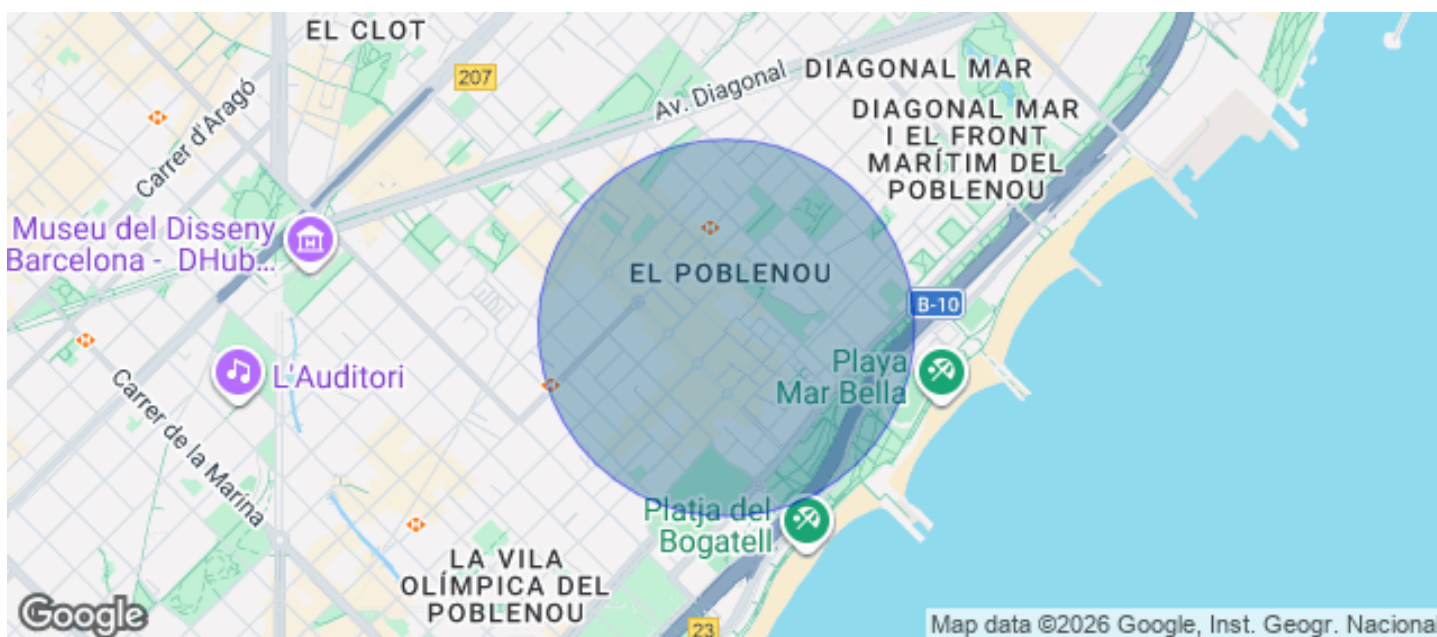 EL CLOT
207
Av. Diagonal
DIAGONAL MAR
DIAGONAL MAR
I EL FRONT
MARÍTIM DEL
POBLENOU
Carrer d'Aragó
Museu del Disseny
Barcelona - DHub...
EL POBLENOU
B-10
Playa
Mar Bella
L'Auditori
Carrer de la Marina
Platja del
Bogatell
LA VILA
OLÍMPICA DEL
POBLENOU
23
Google
Map data ©2026 Google, Inst. Geogr. Naciona